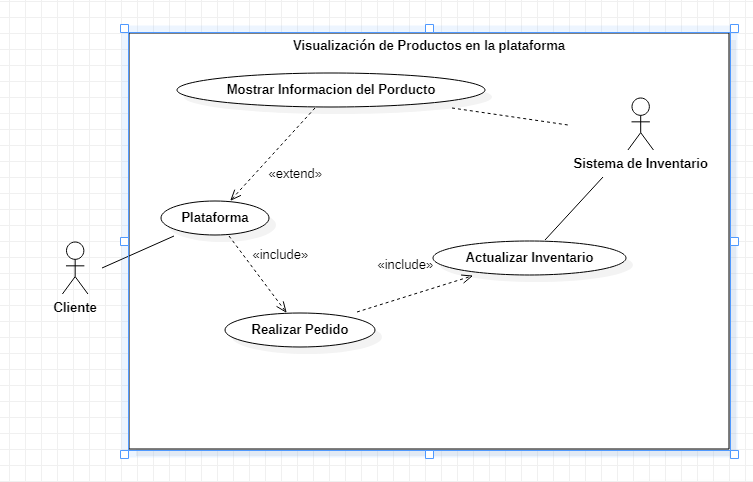 Visualización de Productos en la plataforma
Mostrar Informacion del Porducto
Sistema de Inventario
«extend»
Plataforma
«include»
Actualizar Inventario
«include»
Cliente
Realizar Pedido